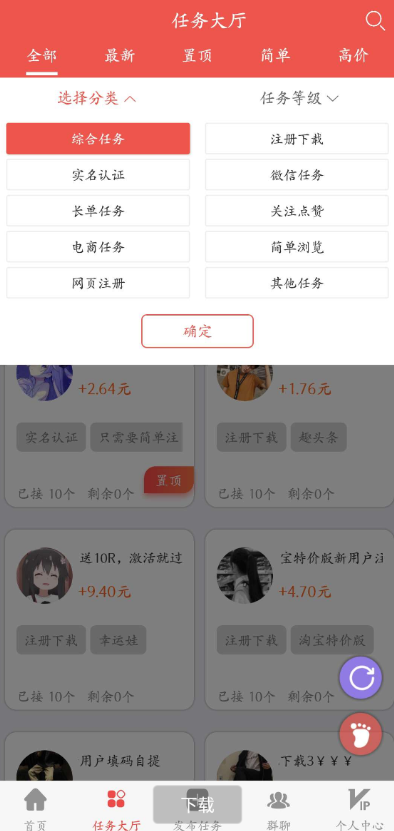 任务大厅
全部 最新 置顶 简单 高价
选择分类 任务等级
综合任务 注册下载
实名认证 微信任务
长单任务 关注点赞
电商任务 简单浏览
网页注册 其他任务
确定
+2.64元 +1.76元
实名认证 只需要简单注 注册下载 趣头条
置顶
已接 10个 剩余0个 已接 10个 剩余0个
送10R，激活就过 宝特价版新用户注
+9.40元 +4.70元
注册下载 幸运娃 注册下载 淘宝特价版
已接 10个 剩余0个 已接 10个 剩余0个
用户填码自提 下载3￥￥￥
下载
首页 任务大厅 发布任务 群聊 个人中心
VIP